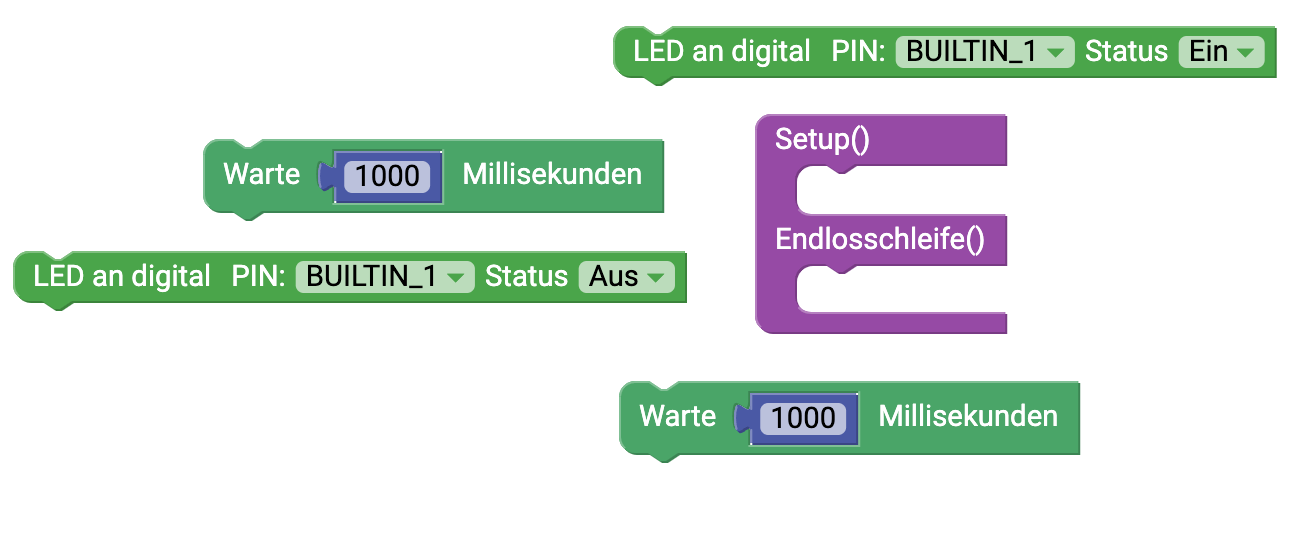 LED an digital PIN: BUILTIN_1 Status Ein
Setup()
Warte 1000 Millisekunden
Endlosschleife()
LED an digital PIN: BUILTIN_1 Status Aus
Warte 1000 Millisekunden